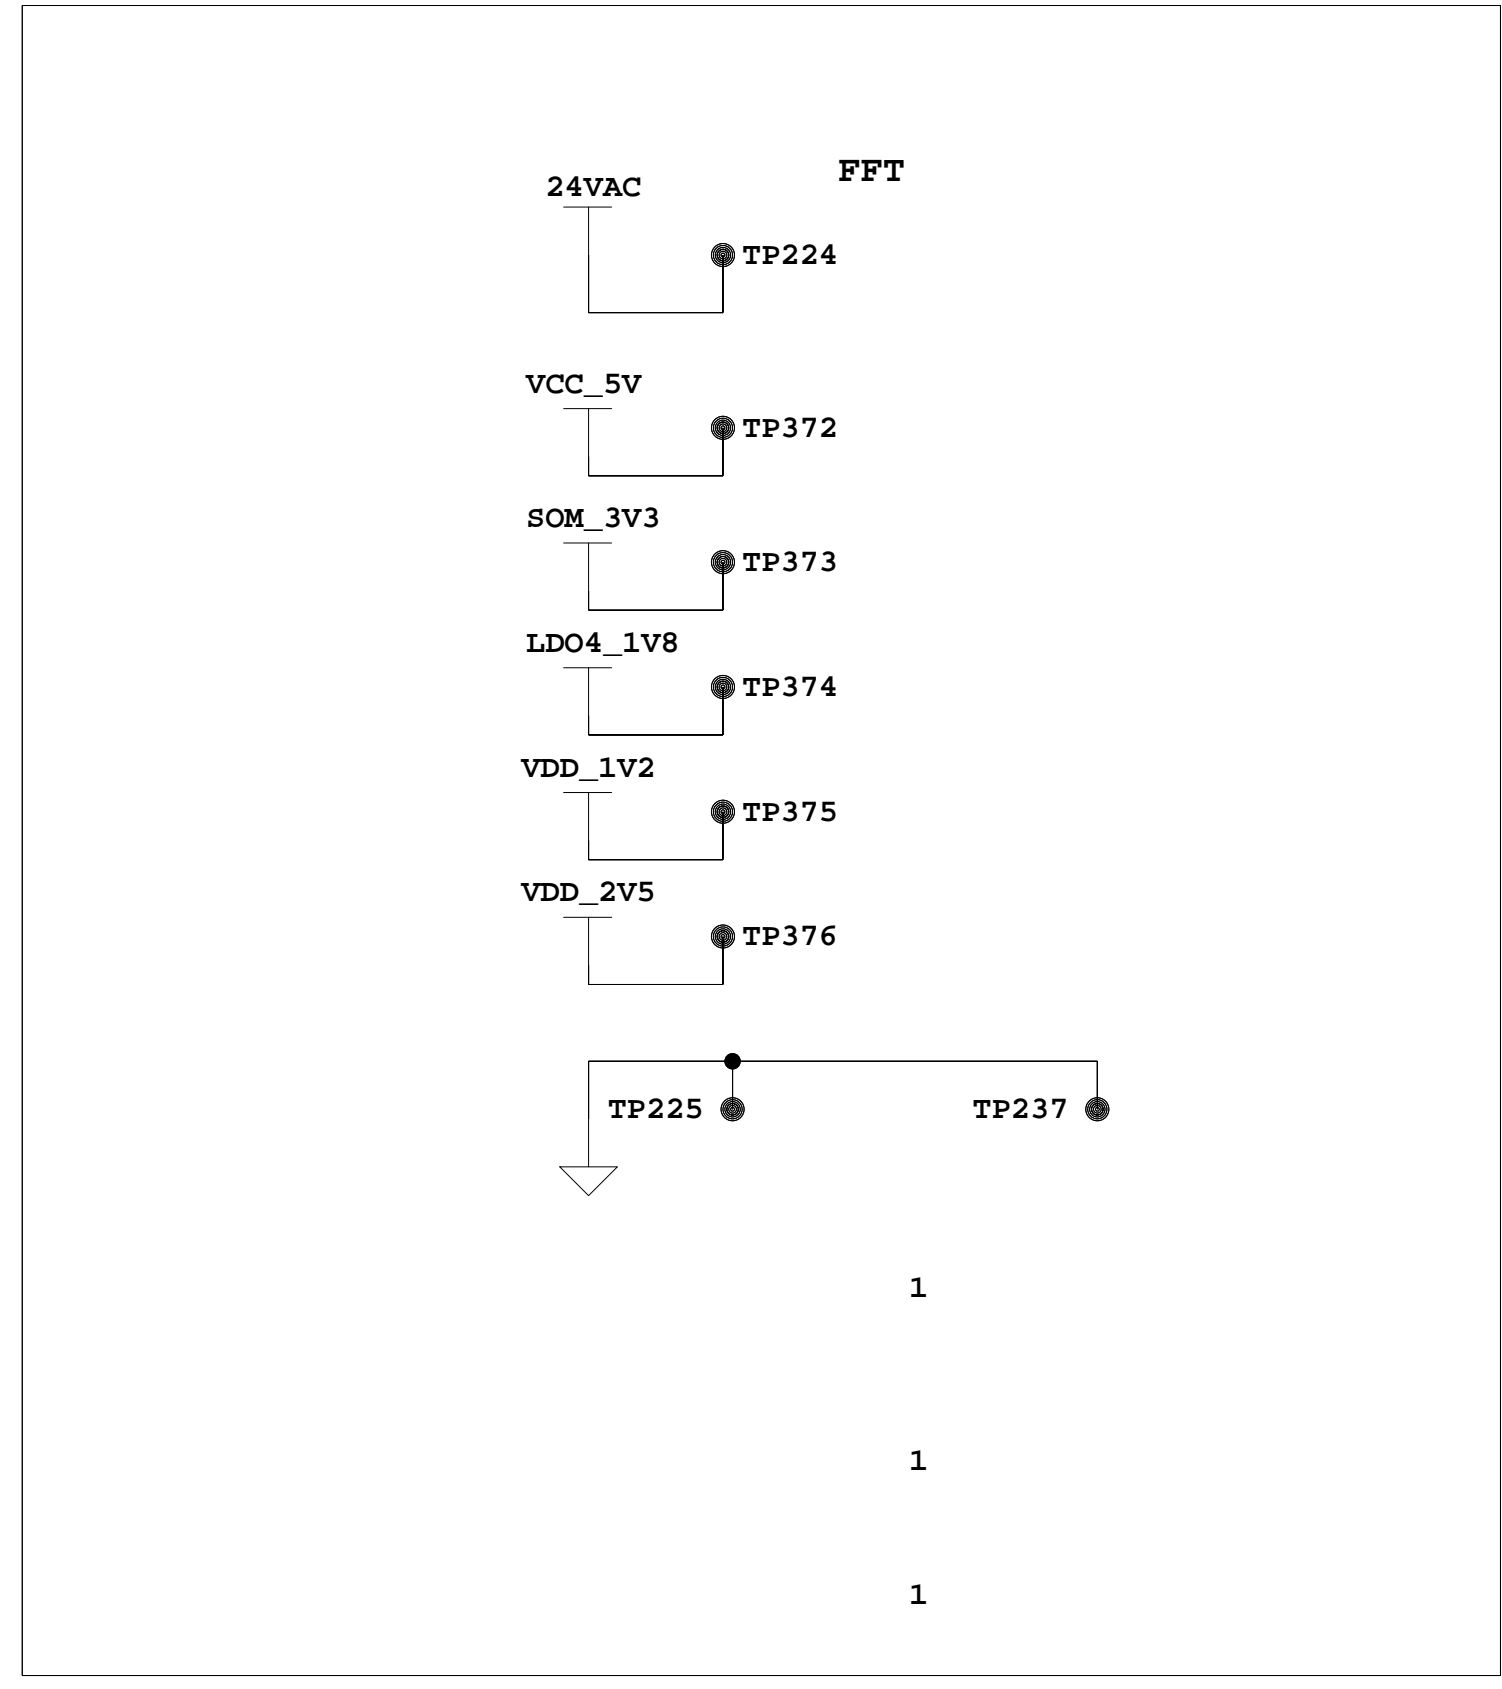 FFT
24VAC
TP224
VCC_5V
TP372
SOM_3V3
TP373
LDO4_1V8
TP374
VDD_1V2
TP375
VDD_2V5
TP376
TP225
TP237
1
1
1